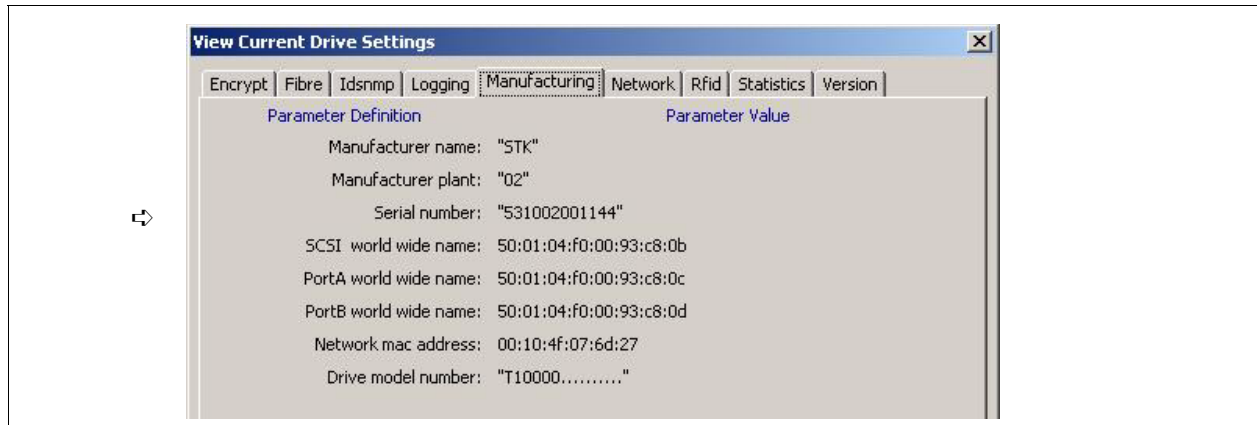 View Current Drive Settings
Encrypt Fibre Idsnmp Logging Manufacturing Network Rfid Statistics Version
Parameter Definition Parameter Value
Manufacturer name: "STK"
Manufacturer plant: "02"
Serial number: "531002001144"
SCSI world wide name: 50:01:04:f0:00:93:c8:0b
PortA world wide name: 50:01:04:f0:00:93:c8:0c
PortB world wide name: 50:01:04:f0:00:93:c8:0d
Network mac address: 00:10:4f:07:6d:27
Drive model number: "T10000.........."